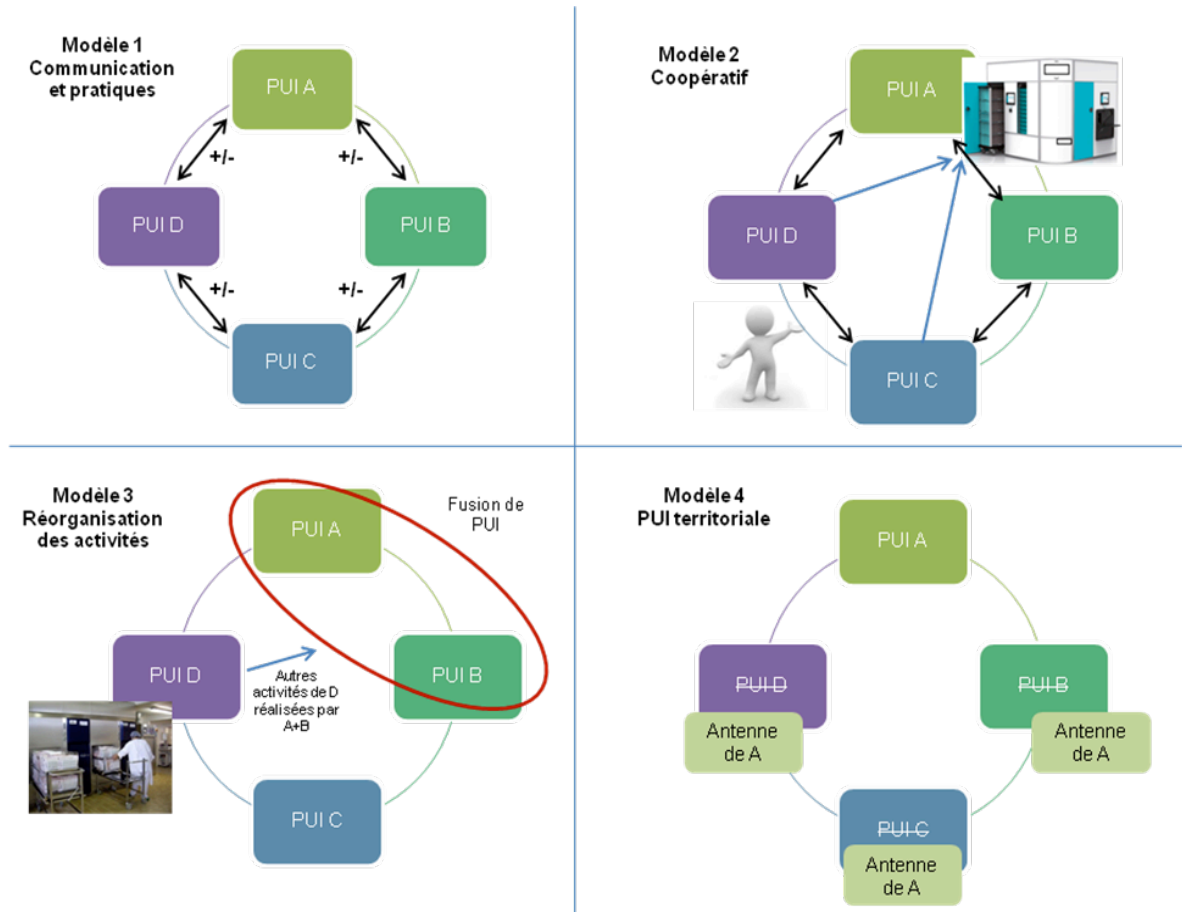 Modèle 1
Communication
et pratiques
PUI A
+/-
+/-
PUI D
PUI B
+/-
+/-
PUI C
Modèle 2
Coopératif
PUI A
PUI D
PUI B
PUI C
Modèle 3
Réorganisation
des activités
PUI A
Fusion de
PUI
PUI D
PUI B
Autres
activités de D
réalisées par
A+B
PUI C
Modèle 4
PUI territoriale
PUI A
PUI D
PUI B
Antenne
de A
Antenne
de A
PUI C
Antenne
de A